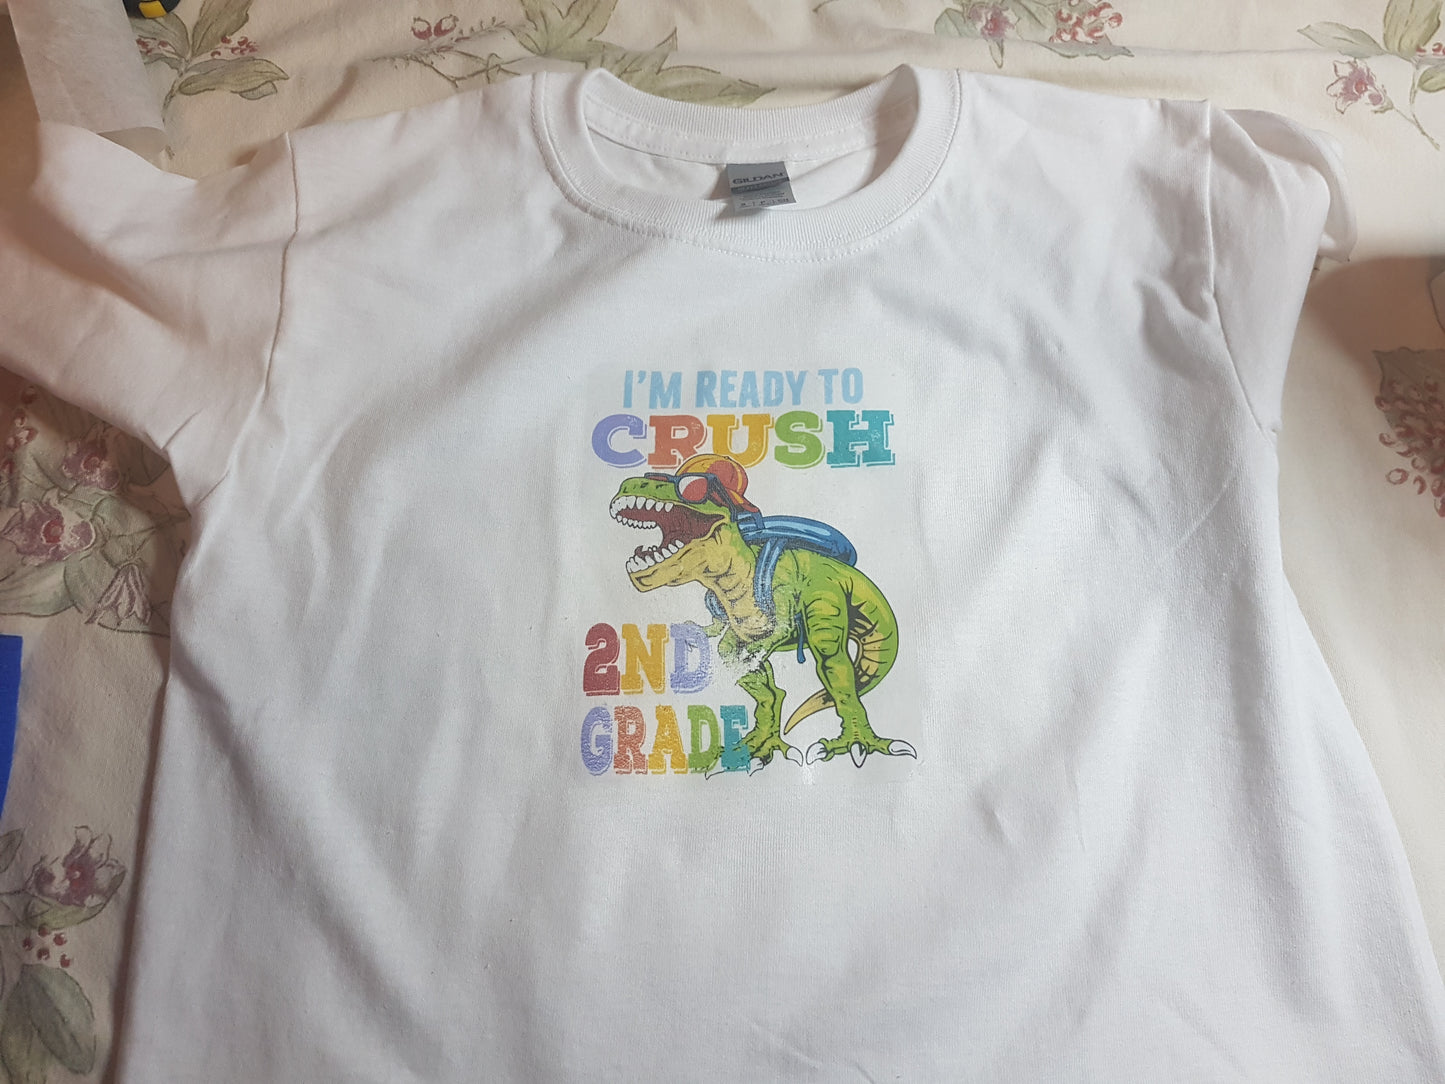 GILDAN
I'M READY TO
CRUSH
2ND
GRADE